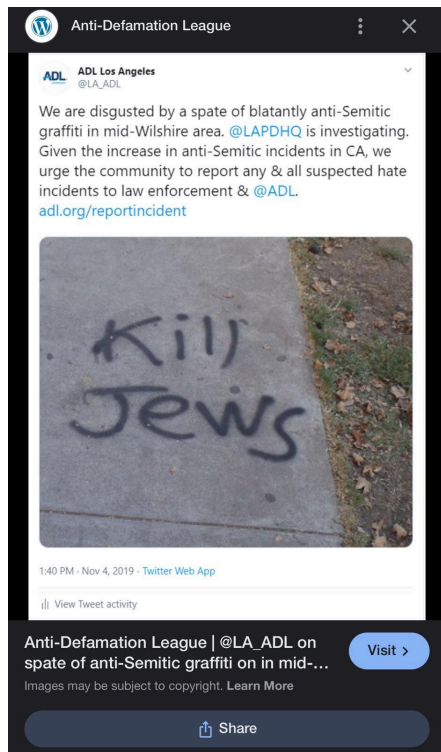 Anti-Defamation League
ADL
ADL Los Angeles
@LA_ADL
We are disgusted by a spate of blatantly anti-Semitic
graffiti in mid-Wilshire area. @LAPDHQ is investigating.
Given the increase in anti-Semitic incidents in CA, we
urge the community to report any & all suspected hate
incidents to law enforcement & @ADL.
adl.org/reportincident
Kill
Jews
1:40 PM · Nov 4, 2019 · Twitter Web App
View Tweet activity
Anti-Defamation League | @LA_ADL on
spate of anti-Semitic graffiti on in mid-...
Visit >
Images may be subject to copyright. Learn More
Share